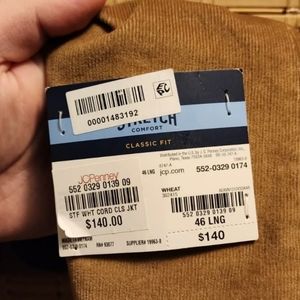 00001483192
STRETCH
COMFORT
CLASSIC FIT
46 LNG
jcp.com
552-0329 0174
JCPenney
552 0329 0139 09
STF WHT CORD CLS JKT
$140.00
WHEAT
552 0329 0139 09
46 LNG
$140